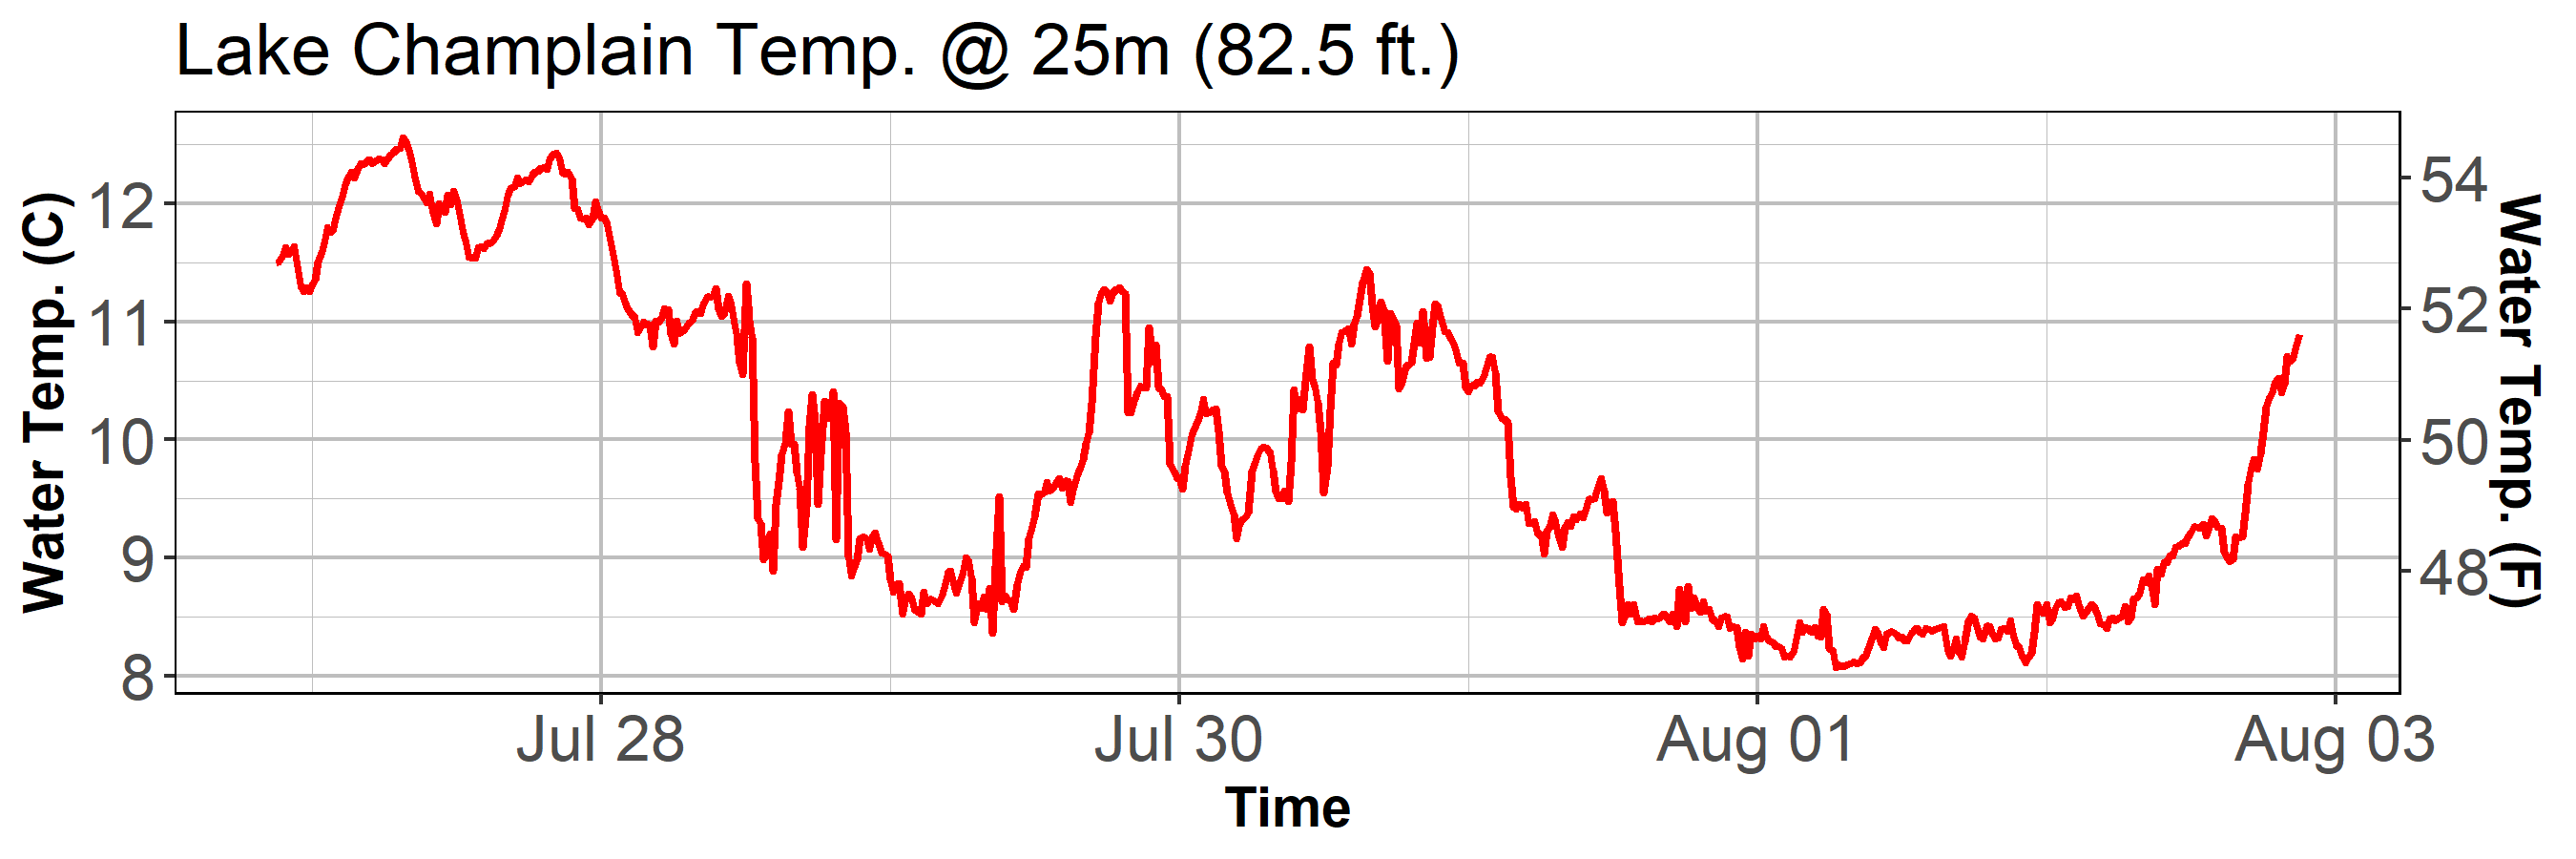 Lake Champlain Temp. @ 25m (82.5 ft.)
Water Temp. (C)
12
11
10
9
8
54
52
50
48
Water Temp. (F)
Jul 28
Jul 30
Aug 01
Aug 03
Time